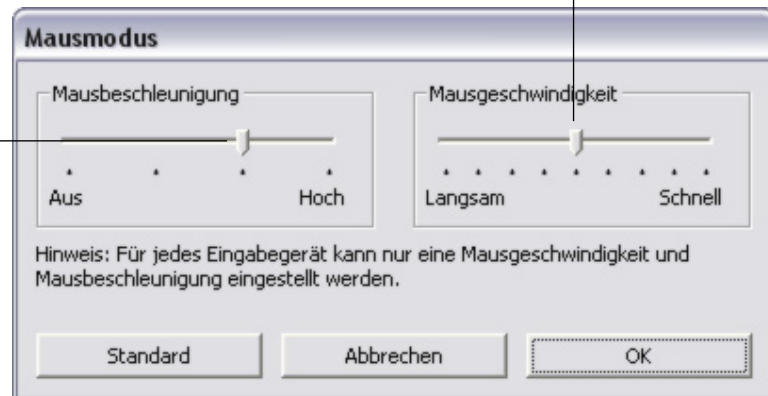 Mausmodus
Mausbeschleunigung
Mausgeschwindigkeit
Aus
Hoch
Langsam
Schnell
Hinweis: Für jedes Eingabegerät kann nur eine Mausgeschwindigkeit und
Mausbeschleunigung eingestellt werden.
Standard
Abbrechen
OK